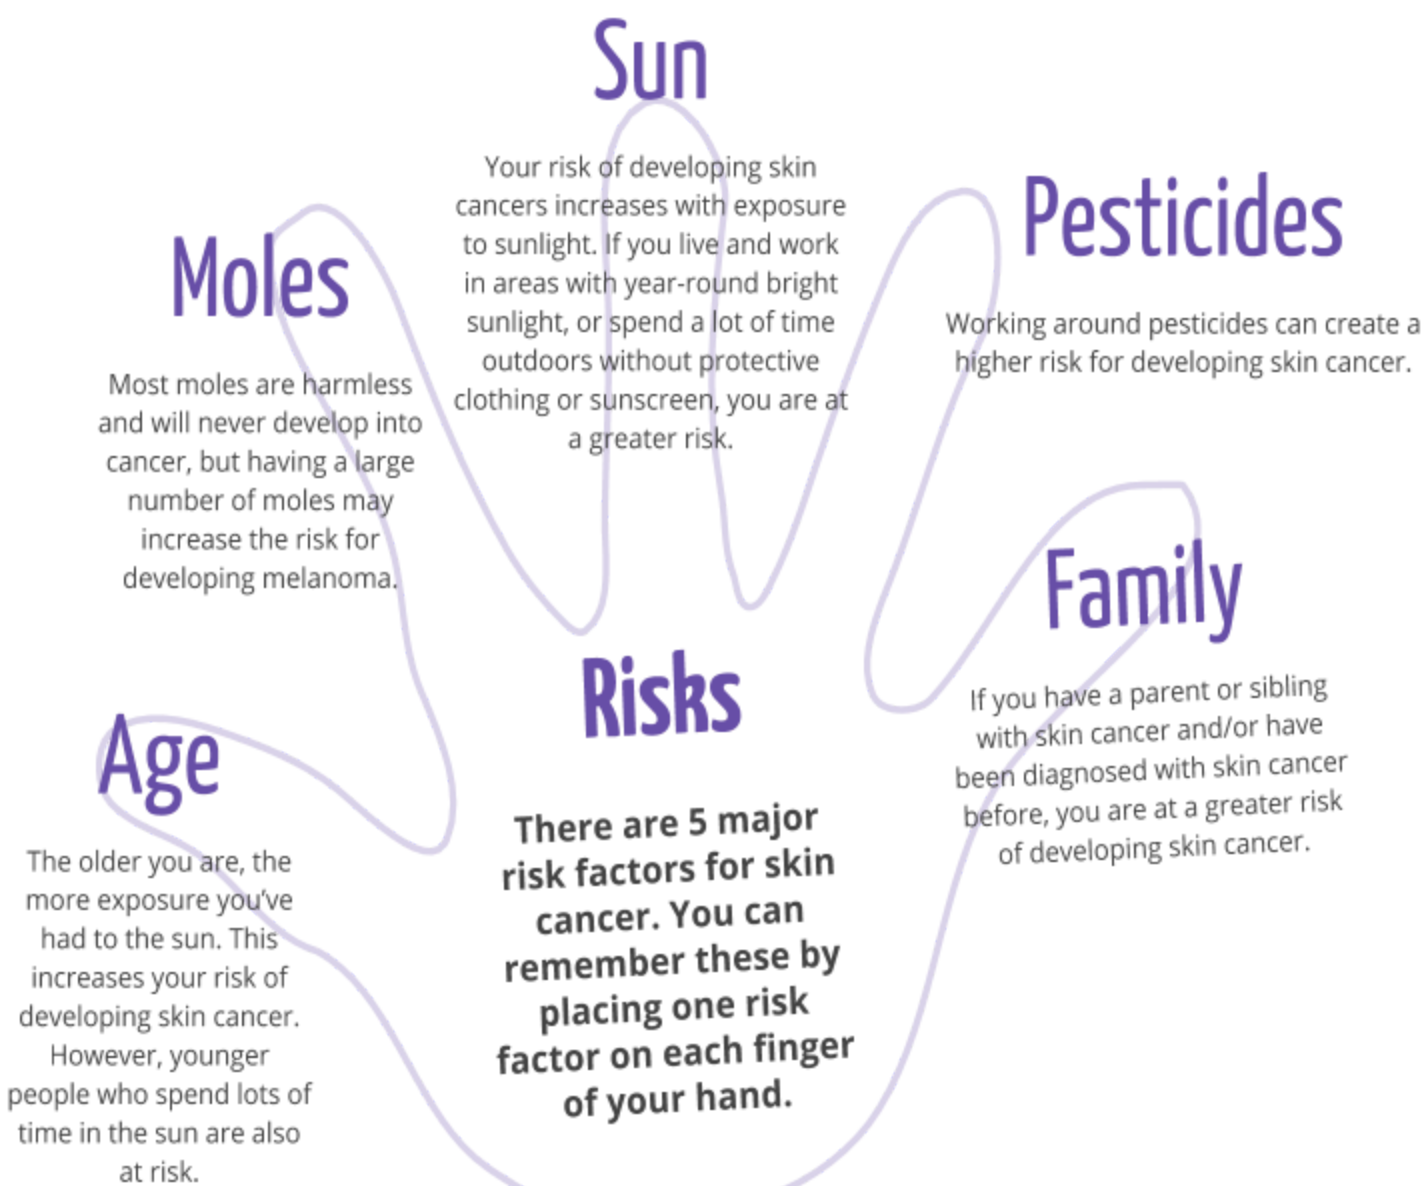 Sun
Your risk of developing skin
cancers increases with exposure
to sunlight. If you live and work
in areas with year-round bright
sunlight, or spend a lot of time
outdoors without protective
clothing or sunscreen, you are at
a greater risk.
Pesticides
Working around pesticides can create a
higher risk for developing skin cancer.
Moles
Most moles are harmless
and will never develop into
cancer, but having a large
number of moles may
increase the risk for
developing melanoma.
Family
If you have a parent or sibling
with skin cancer and/or have
been diagnosed with skin cancer
before, you are at a greater risk
of developing skin cancer.
Risks
There are 5 major
risk factors for skin
cancer. You can
remember these by
placing one risk
factor on each finger
of your hand.
Age
The older you are, the
more exposure you've
had to the sun. This
increases your risk of
developing skin cancer.
However, younger
people who spend lots of
time in the sun are also
at risk.